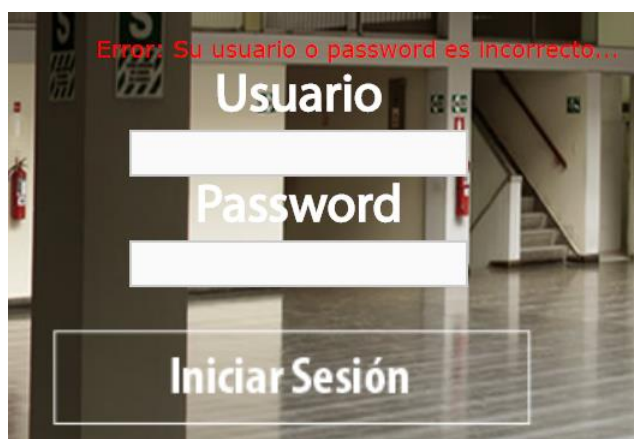 S
Error: Su usuario o password es incorrecto...
Usuario
Password
Iniciar Sesión